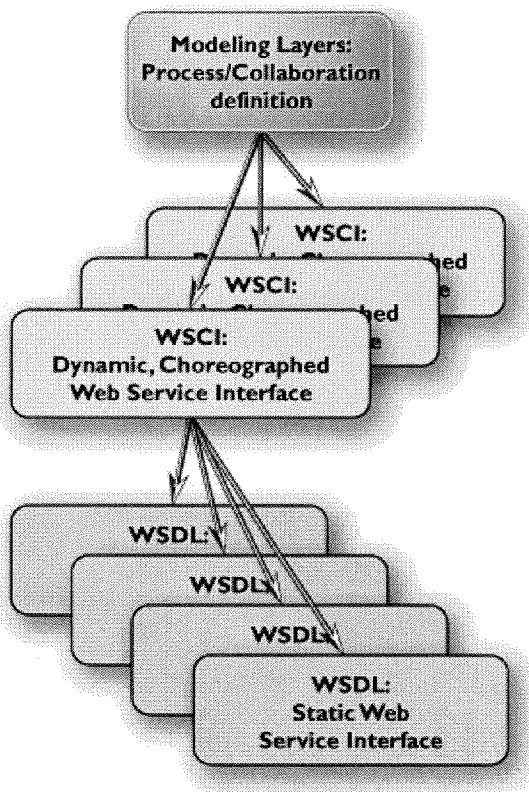 Modeling Layers:
Process/Collaboration
definition
WSCI:
WSCI:
WSCI:
Dynamic, Choreographed
Web Service Interface
WSDL:
WSDL:
WSDL:
WSDL:
Static Web
Service Interface